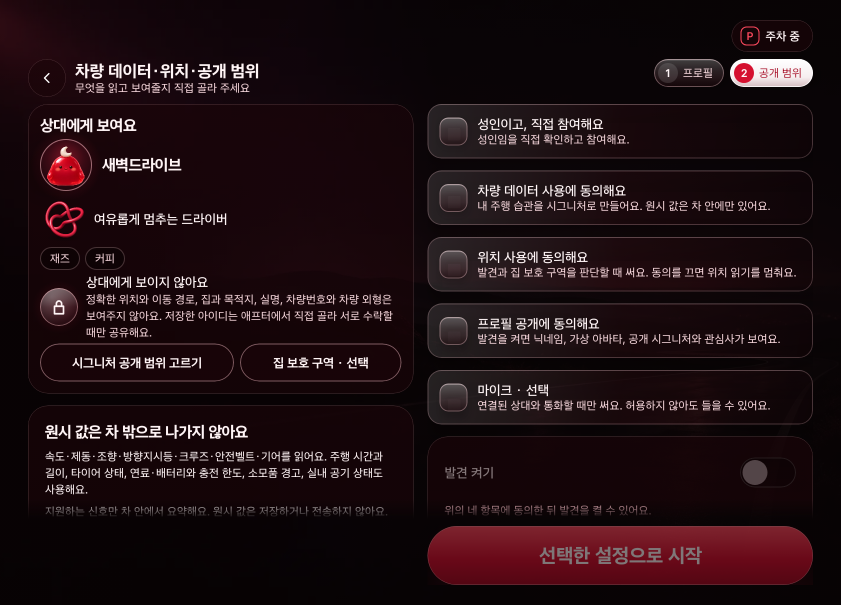 P 주차 중
차량 데이터·위치·공개 범위
무엇을 읽고 보여줄지 직접 골라 주세요
1 프로필
2 공개 범위
상대에게 보여요
새벽드라이브
여유롭게 멈추는 드라이버
재즈
커피
상대에게 보이지 않아요
정확한 위치와 이동 경로, 집과 목적지, 실명, 차량번호와 차량 외형은
보여주지 않아요. 저장한 아이디는 애프터에서 직접 골라 서로 수락할
때만 공유해요.
시그니처 공개 범위 고르기
집 보호 구역 · 선택
원시 값은 차 밖으로 나가지 않아요
속도·제동·조향·방향지시등·크루즈·안전벨트·기어를 읽어요. 주행 시간과
길이, 타이어 상태, 연료·배터리와 충전 한도, 소모품 경고, 실내 공기 상태도
사용해요.
지원하는 신호만 차 안에서 요약해요. 원시 값은 저장하거나 전송하지 않아요.
성인이고, 직접 참여해요
성인임을 직접 확인하고 참여해요.
차량 데이터 사용에 동의해요
내 주행 습관을 시그니처로 만들어요. 원시 값은 차 안에만 있어요.
위치 사용에 동의해요
발견과 집 보호 구역을 판단할 때 써요. 동의를 끄면 위치 읽기를 멈춰요.
프로필 공개에 동의해요
발견을 켜면 닉네임, 가상 아바타, 공개 시그니처와 관심사가 보여요.
마이크 · 선택
연결된 상대와 통화할 때만 써요. 허용하지 않아도 들을 수 있어요.
발견 켜기
위의 네 항목에 동의한 뒤 발견을 켤 수 있어요.
선택한 설정으로 시작